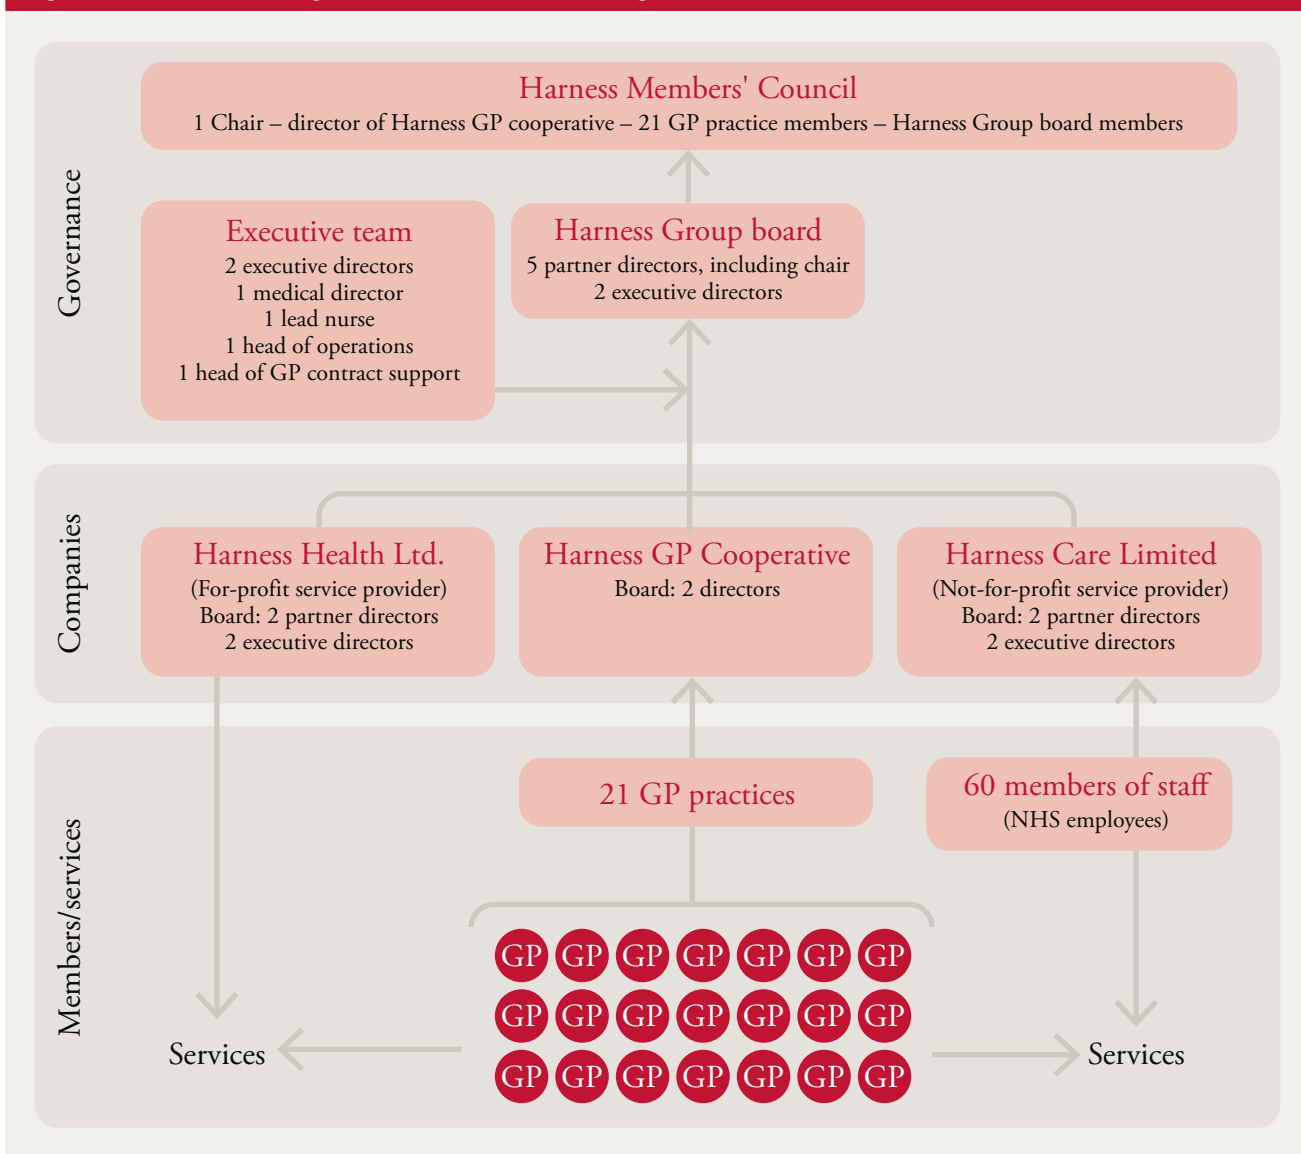 Harness Members' Council
1 Chair – director of Harness GP cooperative – 21 GP practice members – Harness Group board members
Governance
Executive team
2 executive directors
1 medical director
1 lead nurse
1 head of operations
1 head of GP contract support
Harness Group board
5 partner directors, including chair
2 executive directors
Companies
Harness Health Ltd.
(For-profit service provider)
Board: 2 partner directors
2 executive directors
Harness GP Cooperative
Board: 2 directors
Harness Care Limited
(Not-for-profit service provider)
Board: 2 partner directors
2 executive directors
Members/services
21 GP practices
60 members of staff
(NHS employees)
GP GP GP GP GP GP GP
GP GP GP GP GP GP GP
GP GP GP GP GP GP GP
Services
Services